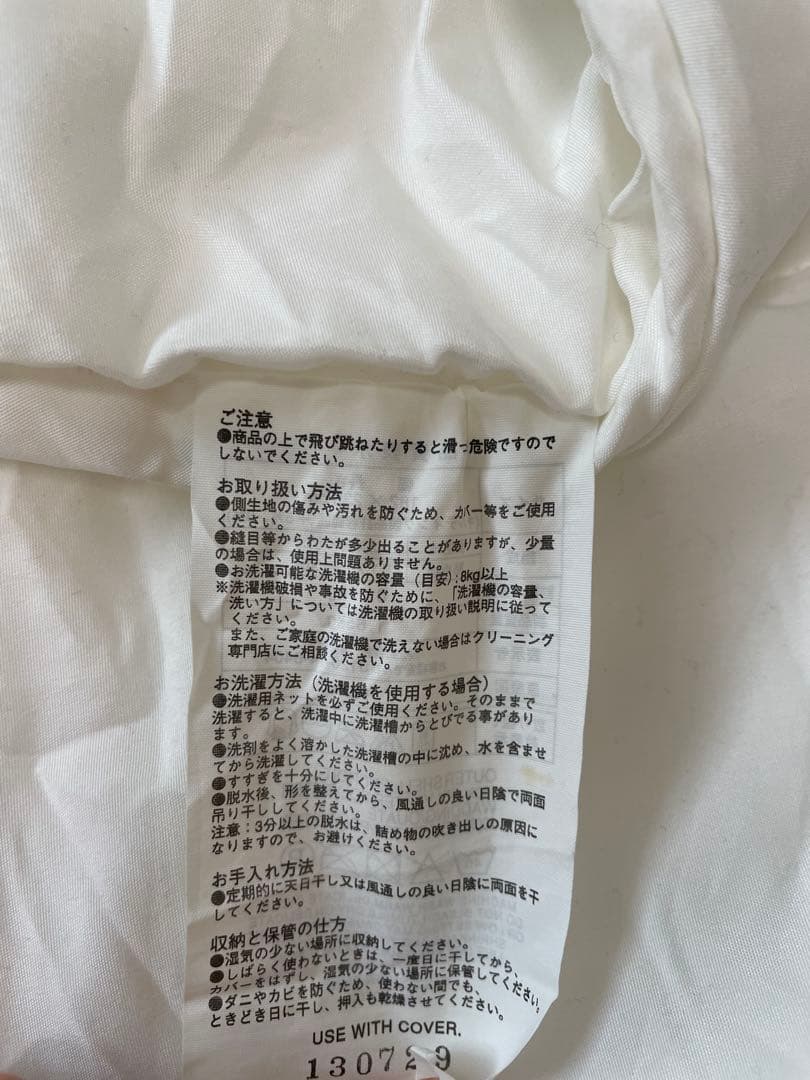 ご注意
●商品の上で飛び跳ねたりすると滑っ危険ですので
しないでください。
お取り扱い方法
●側生地の傷みや汚れを防ぐため、カバー等をご使用
ください。
●縫目等からわたが多少出ることがありますが、少量
の場合は、使用上問題ありません。
●お洗濯可能な洗濯機の容量（目安）:8kg以上
※洗濯機破損や事故を防ぐために、「洗濯機の容量、
洗い方」については洗濯機の取り扱い説明に従って
ください。
また、ご家庭の洗濯機で洗えない場合はクリーニング
専門店にご相談ください。
お洗濯方法（洗濯機を使用する場合）
●洗濯用ネットを必ずご使用ください。そのままで
洗濯すると、洗濯中に洗濯槽からとびでる事があり
ます。
●洗剤をよく溶かした洗濯槽の中に沈め、水を含ませ
てから洗濯してください。
●すすぎを十分にしてください。
●脱水後、形を整えてから、風通しの良い日陰で両面
吊り干ししてください。
注意：3分以上の脱水は、詰め物の吹き出しの原因に
なりますので、お避けください。
お手入れ方法
●定期的に天日干し又は風通しの良い日陰に両面を干
してください。
収納と保管の仕方
●湿気の少ない場所に収納してください。
●しばらく使わないときは、一度日に干してから、
カバーをはずし、湿気の少ない場所に保管してください。
●ダニやカビを防ぐため、使わない間でも、
ときどき日に干し、押入も乾燥させてください。
USE WITH COVER.
130729